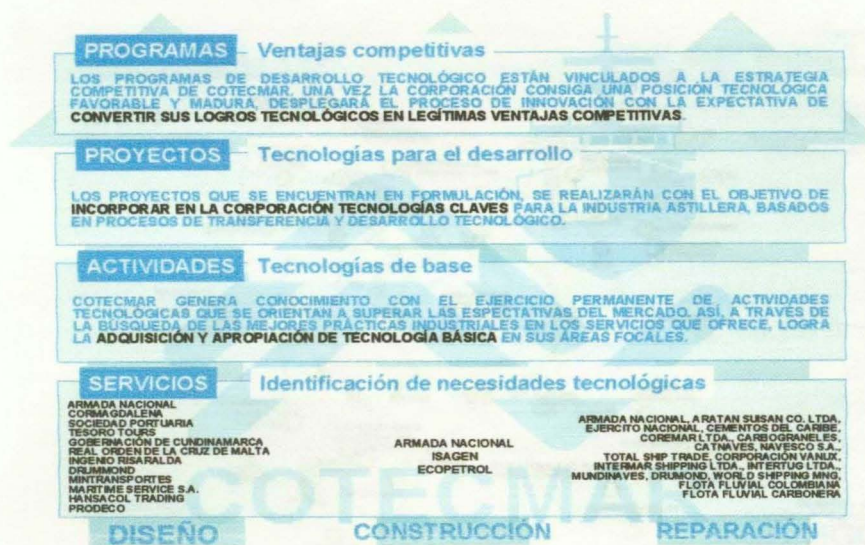 PROGRAMAS Ventajas competitivas
LOS PROGRAMAS DE DESARROLLO TECNOLÓGICO ESTÁN VINCULADOS A LA ESTRATEGIA
COMPETITIVA DE COTECMAR. UNA VEZ LA CORPORACIÓN CONSIGA UNA POSICIÓN TECNOLÓGICA
FAVORABLE Y MADURA, DESPLEGARÁ EL PROCESO DE INNOVACIÓN CON LA EXPECTATIVA DE
CONVERTIR SUS LOGROS TECNOLÓGICOS EN LEGÍTIMAS VENTAJAS COMPETITIVAS.
PROYECTOS Tecnologías para el desarrollo
LOS PROYECTOS QUE SE ENCUENTRAN EN FORMULACIÓN, SE REALIZARÁN CON EL OBJETIVO DE
INCORPORAR EN LA CORPORACIÓN TECNOLOGÍAS CLAVES PARA LA INDUSTRIA ASTILLERA, BASADOS
EN PROCESOS DE TRANSFERENCIA Y DESARROLLO TECNOLÓGICO.
ACTIVIDADES Tecnologías de base
COTECMAR GENERA CONOCIMIENTO CON EL EJERCICIO PERMANENTE DE ACTIVIDADES
TECNOLÓGICAS QUE SE ORIENTAN A SUPERAR LAS ESPECTATIVAS DEL MERCADO. ASÍ, A TRAVÉS DE
LA BÚSQUEDA DE LAS MEJORES PRÁCTICAS INDUSTRIALES EN LOS SERVICIOS QUE OFRECE, LOGRA
LA ADQUISICIÓN Y APROPIACIÓN DE TECNOLOGÍA BÁSICA EN SUS ÁREAS FOCALES.
SERVICIOS Identificación de necesidades tecnológicas
ARMADA NACIONAL
CORMAGDALENA
SOCIEDAD PORTUARIA
TESORO TOURS
GOBERNACIÓN DE CUNDINAMARCA
REAL ORDEN DE LA CRUZ DE MALTA
INGENIO RISARALDA
DRUMMOND
MINTRANSPORTES
MARITIME SERVICE S.A.
HANSACOL TRADING
PRODECO
ARMADA NACIONAL
ISAGEN
ECOPETROL
ARMADA NACIONAL, ARATAN SUISAN CO. LTDA,
EJERCITO NACIONAL, CEMENTOS DEL CARIBE,
COREMAR LTDA., CARBOGRANELES,
CATNAVES, NAVESCO S.A.,
TOTAL SHIP TRADE, CORPORACIÓN VANLIX,
INTERMAR SHIPPING LTDA., INTERTUG LTDA.,
MUNDINAVES, DRUMOND, WORLD SHIPPING MNG,
FLOTA FLUVIAL COLOMBIANA
FLOTA FLUVIAL CARBONERA
COTECMAR
DISEÑO CONSTRUCCIÓN REPARACIÓN